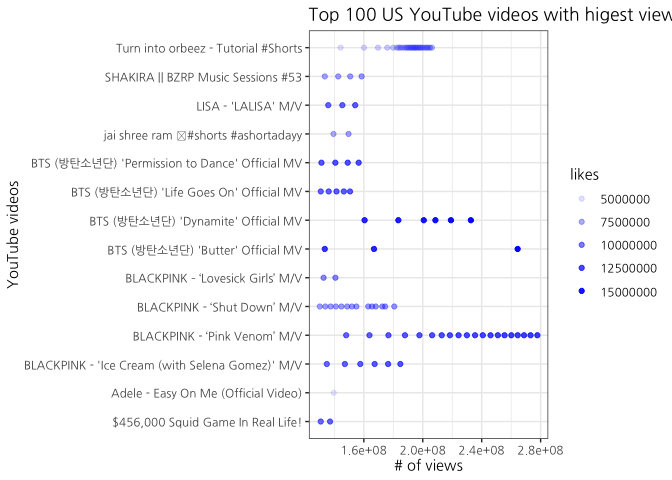 Top 100 US YouTube videos with higest view
Turn into orbeez - Tutorial #Shorts
SHAKIRA || BZRP Music Sessions #53
LISA - 'LALISA' M/V
jai shree ram #shorts #ashortadayy
BTS (방탄소년단) 'Permission to Dance' Official MV
BTS (방탄소년단) 'Life Goes On' Official MV
BTS (방탄소년단) 'Dynamite' Official MV
BTS (방탄소년단) 'Butter' Official MV
BLACKPINK - ‘Lovesick Girls’ M/V
BLACKPINK - ‘Shut Down’ M/V
BLACKPINK - ‘Pink Venom’ M/V
BLACKPINK - 'Ice Cream (with Selena Gomez)' M/V
Adele - Easy On Me (Official Video)
$456,000 Squid Game In Real Life!
YouTube videos
1.6e+08 2.0e+08 2.4e+08 2.8e+08
# of views
likes
5000000
7500000
10000000
12500000
15000000